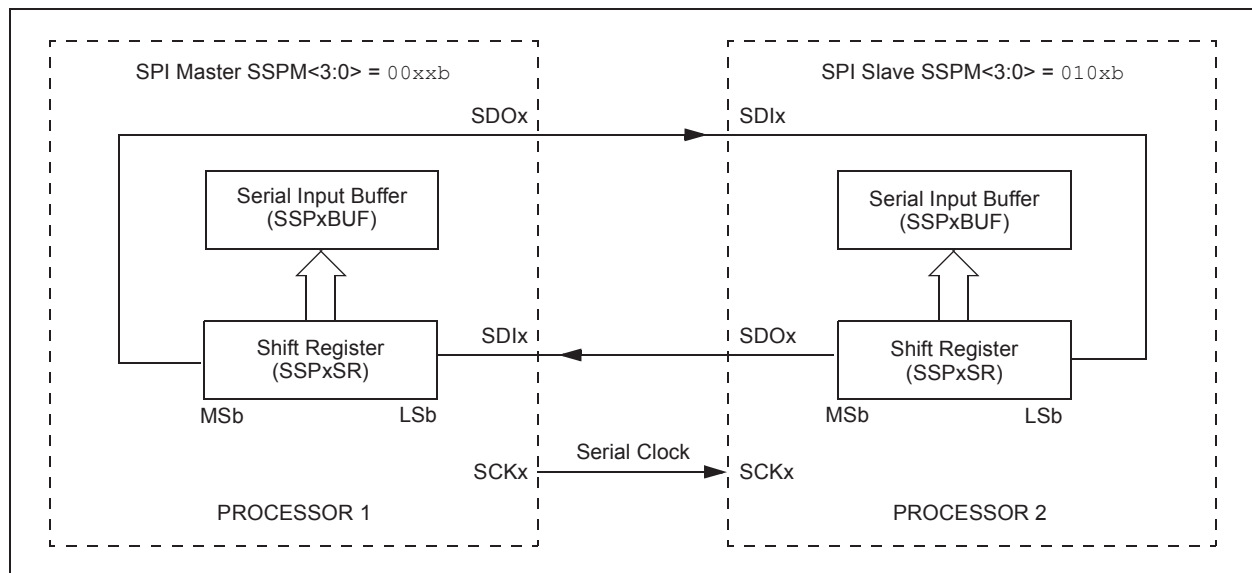 SPI Master SSPM<3:0> = 00xxb
SDOx
Serial Input Buffer
(SSPxBUF)
Shift Register
(SSPxSR)
MSb
LSb
SDIx
SCKx
PROCESSOR 1
Serial Clock
SPI Slave SSPM<3:0> = 010xb
SDIx
Serial Input Buffer
(SSPxBUF)
SDOx
Shift Register
(SSPxSR)
MSb
LSb
SCKx
PROCESSOR 2